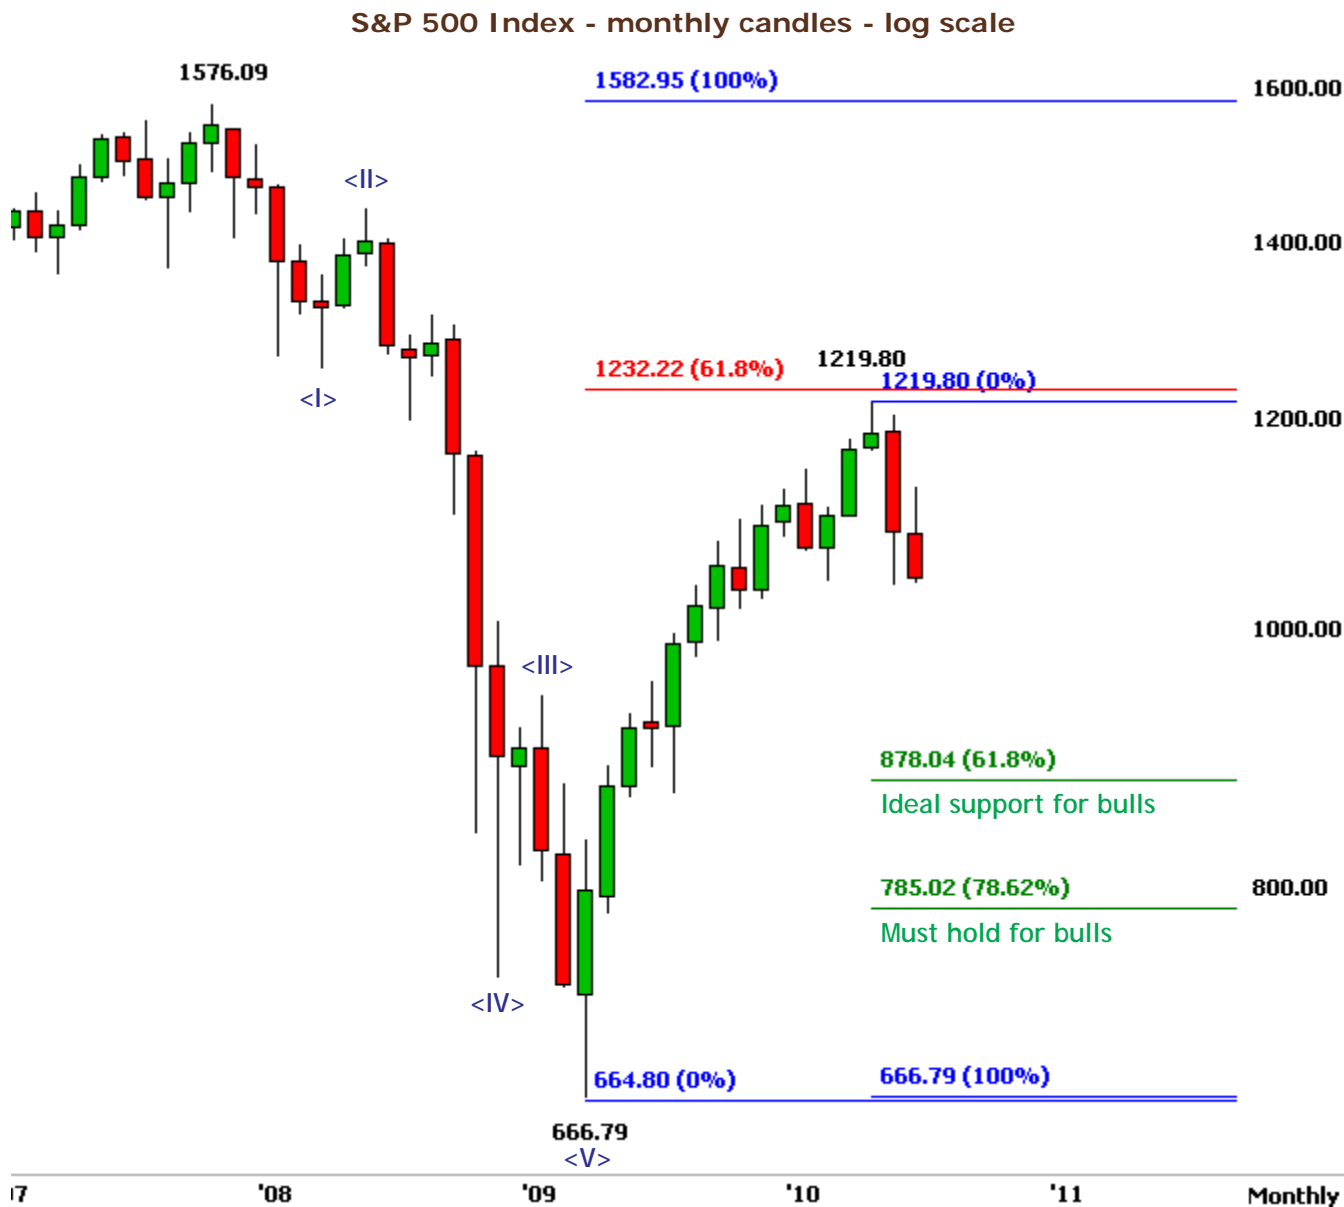 S&P 500 Index - monthly candles - log scale
1576.09
1582.95 (100%)
1600.00
<II>
1400.00
1232.22 (61.8%)
1219.80
1219.80 (0%)
<I>
1200.00
1000.00
<III>
878.04 (61.8%)
Ideal support for bulls
785.02 (78.62%)
800.00
Must hold for bulls
<IV>
664.80 (0%)
666.79 (100%)
666.79
<V>
'08
'09
'10
'11
Monthly